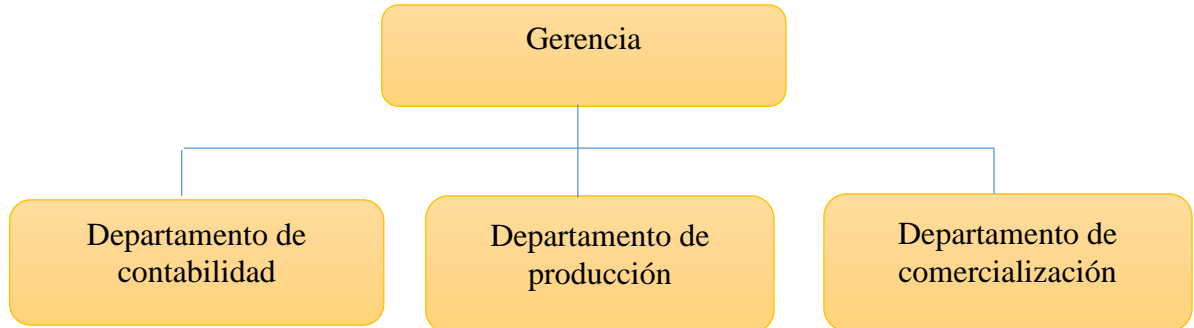 Gerencia
Departamento de
contabilidad
Departamento de
producción
Departamento de
comercialización